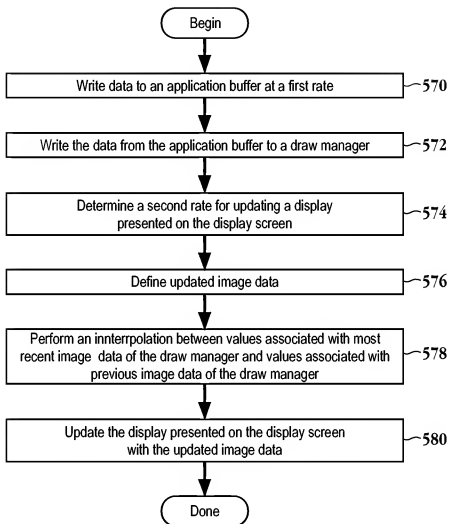 Begin
Write data to an application buffer at a first rate
570
Write the data from the application buffer to a draw manager
572
Determine a second rate for updating a display
presented on the display screen
574
Define updated image data
576
Perform an innterrpolation between values associated with most
recent image data of the draw manager and values associated with
previous image data of the draw manager
578
Update the display presented on the display screen
with the updated image data
580
Done